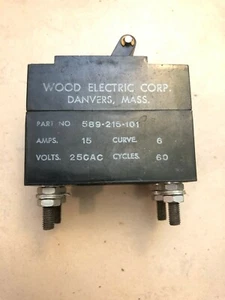 WOOD ELECTRIC CORP.
DANVERS, MASS.
PART NO 589-215-101
AMPS. 15 CURVE. 6
VOLTS. 250AC CYCLES. 60